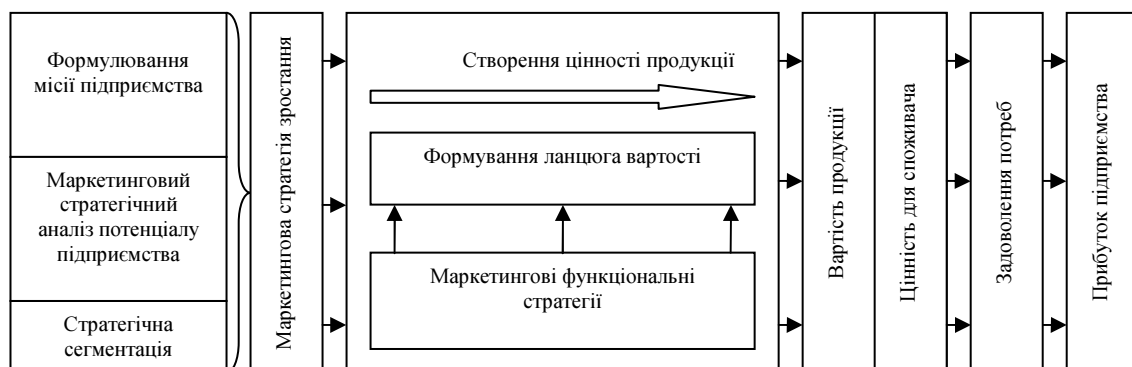 Формулювання
місії підприємства
Маркетинговий
стратегічний
аналіз потенціалу
підприємства
Стратегічна
сегментація
Маркетингова стратегія зростання
Створення цінності продукції
Формування ланцюга вартості
Маркетингові функціональні
стратегії
Вартість продукції
Цінність для споживача
Задоволення потреб
Прибуток підприємства